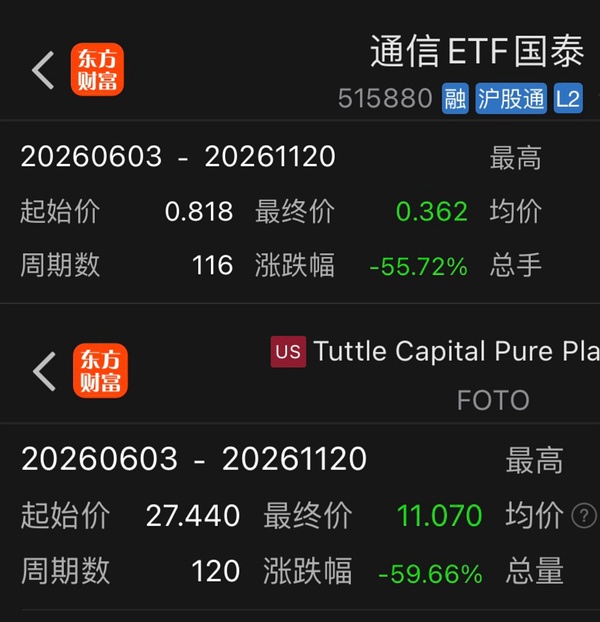 东方财富
通信ETF国泰
515880 融 沪股通 L2
20260603 - 20261120 最高
起始价 0.818 最终价 0.362 均价
周期数 116 涨跌幅 -55.72% 总手
东方财富
US Tuttle Capital Pure Pla
FOTO
20260603 - 20261120 最高
起始价 27.440 最终价 11.070 均价 ?
周期数 120 涨跌幅 -59.66% 总量